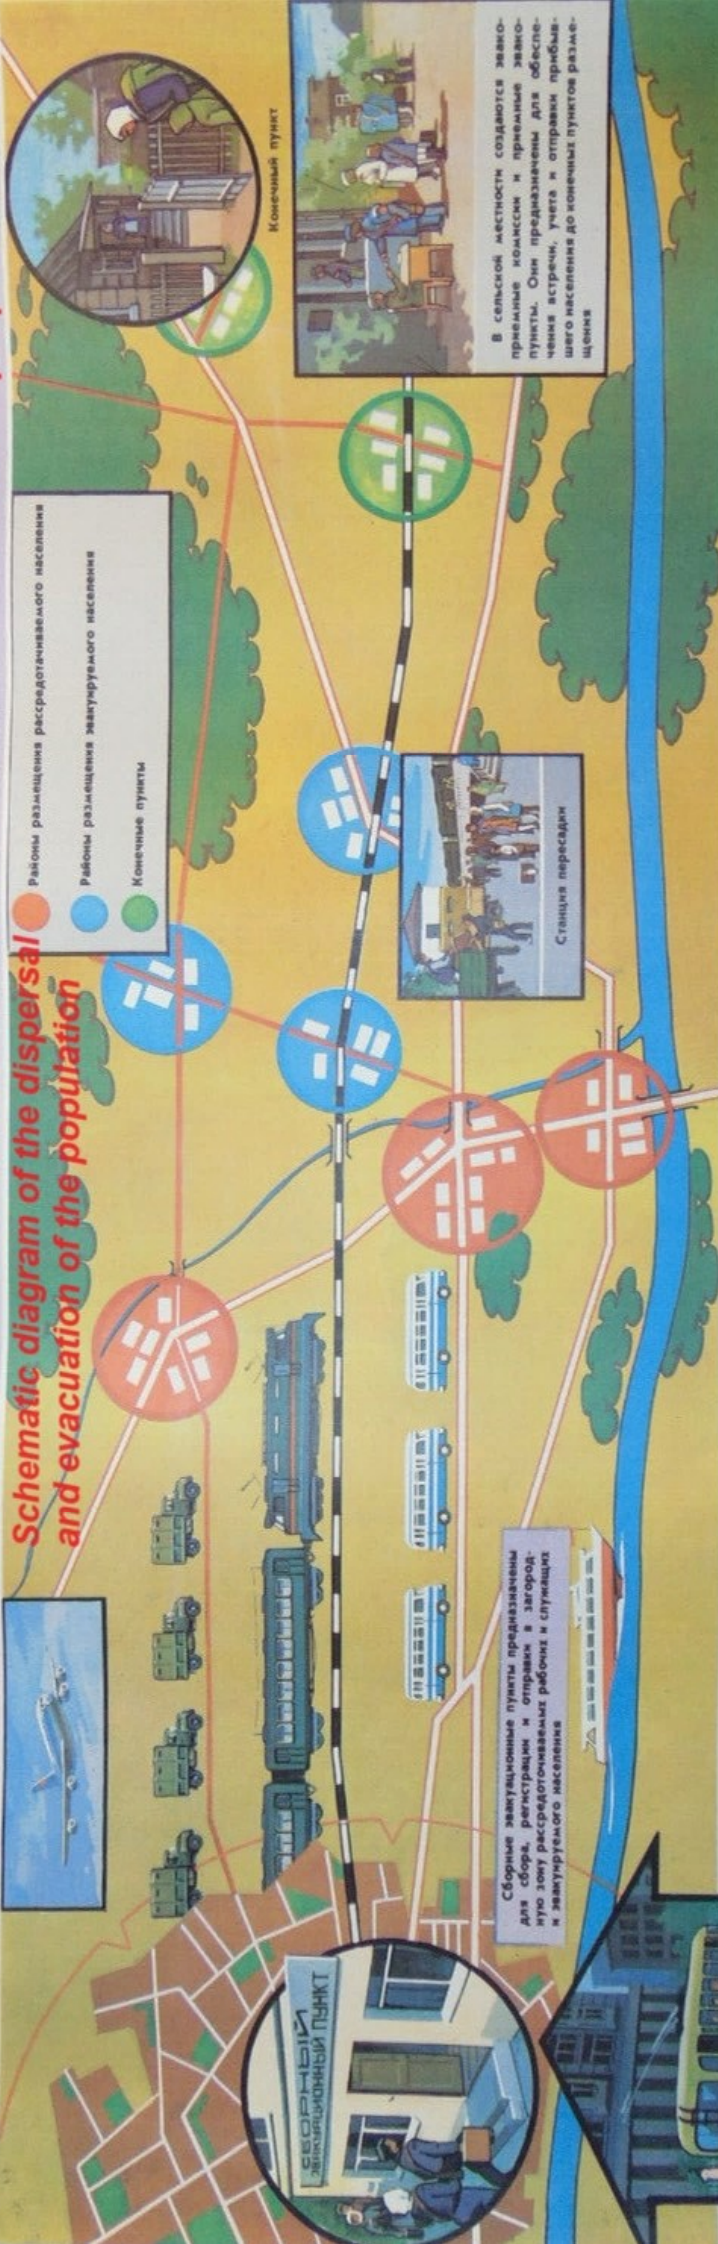 Schematic diagram of the dispersal
and evacuation of the population
Районы размещения рассредотачиваемого населения
Районы размещения эвакуируемого населения
Конечные пункты
Конечный пункт
В сельской местности создаются эвако-
приемные комиссии и приемные эвако-
пункты. Они предназначены для обеспе-
чения встречи, учета и отправки прибыв-
шего населения до конечных пунктов разме-
щения
Станция пересадки
Сборные эвакуационные пункты предназначены
для сбора, регистрации и отправки в загород-
ную зону рассредоточиваемых рабочих и служащих
и эвакуируемого населения
СБОРНЫЙ
ЭВАКУАЦИОННЫЙ ПУНКТ